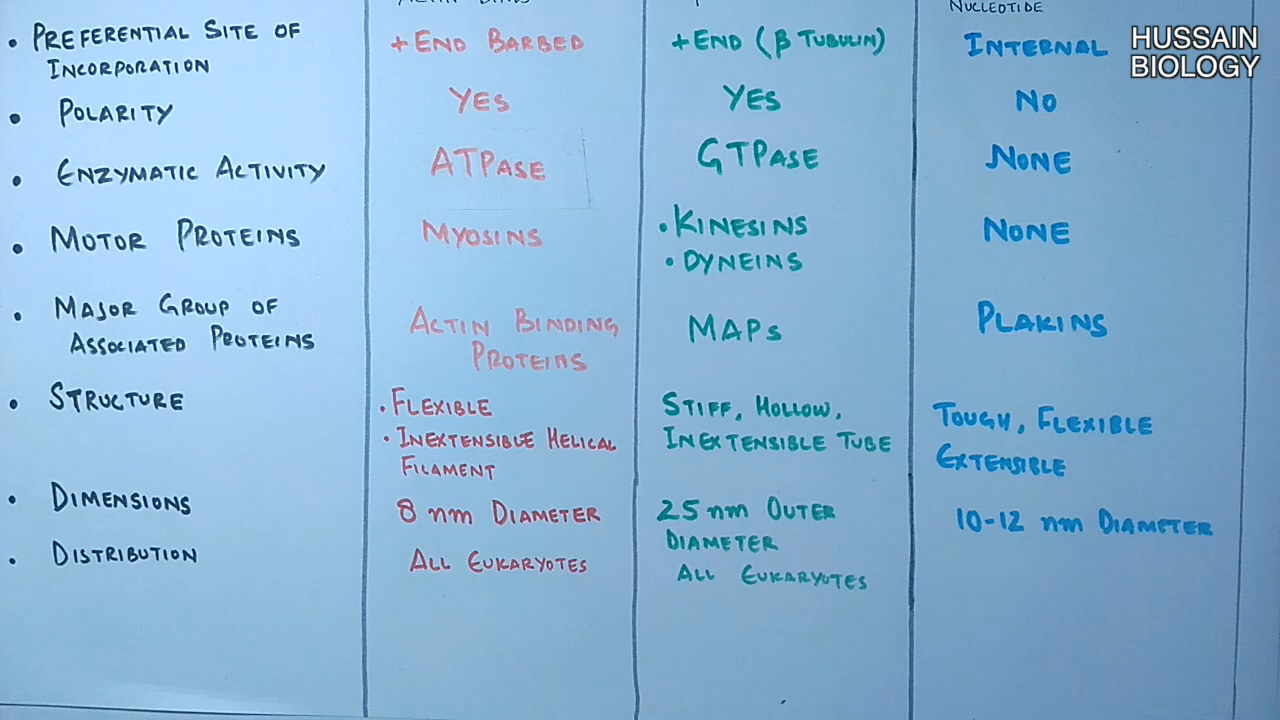 NUCLEOTIDE
HUSSAIN
BIOLOGY
• PREFERENTIAL SITE OF
INCORPORATION
+ END BARBED
+ END (β TUBULIN)
INTERNAL
• POLARITY
YES
YES
NO
• ENZYMATIC ACTIVITY
ATPASE
GTPASE
NONE
• MOTOR PROTEINS
MYOSINS
• KINESINS
• DYNEINS
NONE
• MAJOR GROUP OF
ASSOCIATED PROTEINS
ACTIN BINDING
PROTEINS
MAPs
PLAKINS
• STRUCTURE
• FLEXIBLE
• INEXTENSIBLE HELICAL
FILAMENT
STIFF, HOLLOW,
INEXTENSIBLE TUBE
TOUGH, FLEXIBLE
EXTENSIBLE
• DIMENSIONS
8 nm DIAMETER
25 nm OUTER
DIAMETER
10-12 nm DIAMETER
• DISTRIBUTION
ALL EUKARYOTES
ALL EUKARYOTES